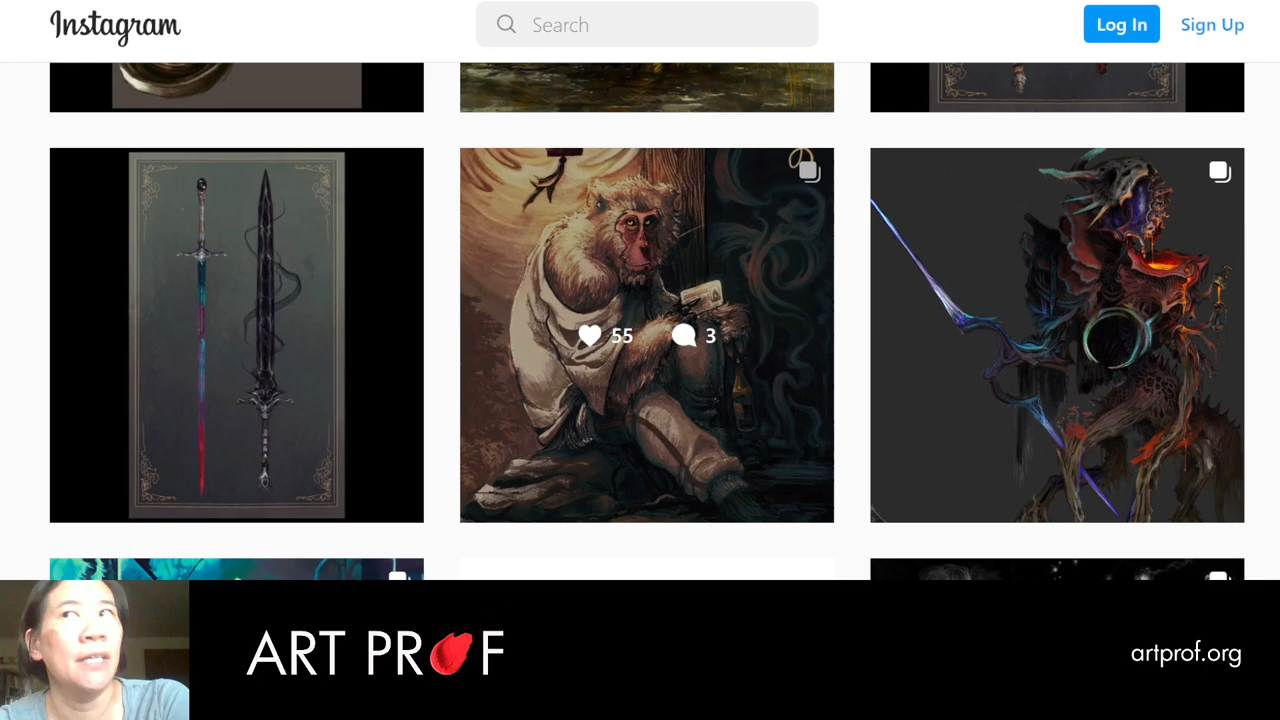 Instagram
Search
Log In
Sign Up
55
3
ART PROF
artprof.org